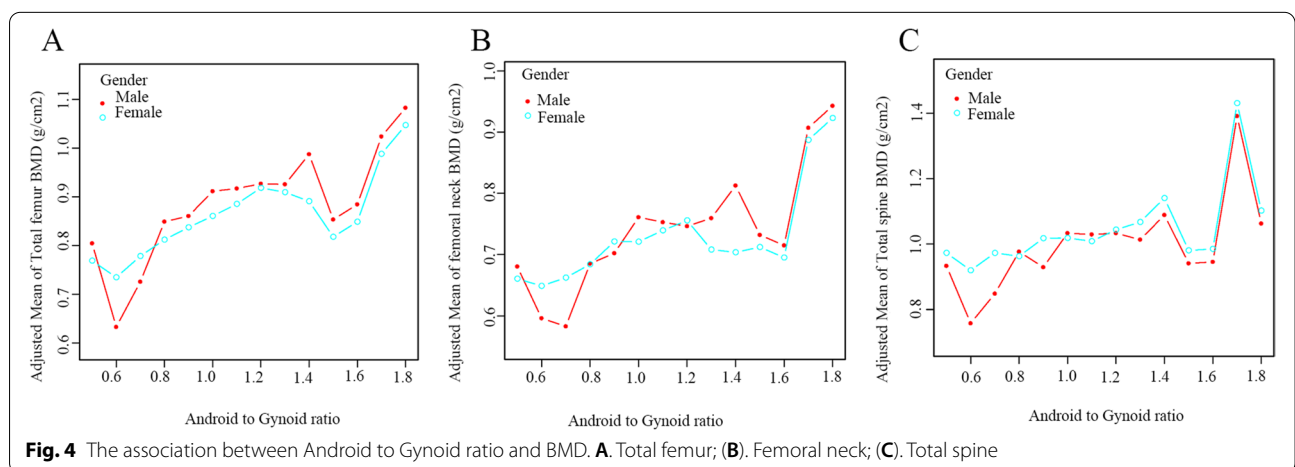 A
Adjusted Mean of Total femur BMD (g/cm2)
Gender
Male
Female
1.1
1.0
0.9
0.8
0.7
0.6
0.6 0.8 1.0 1.2 1.4 1.6 1.8
Android to Gynoid ratio
B
Adjusted Mean of femoral neck BMD (g/cm2)
Gender
Male
Female
1.0
0.9
0.8
0.7
0.6
0.6 0.8 1.0 1.2 1.4 1.6 1.8
Android to Gynoid ratio
C
Adjusted Mean of Total spine BMD (g/cm2)
Gender
Male
Female
1.4
1.2
1.0
0.8
0.6 0.8 1.0 1.2 1.4 1.6 1.8
Android to Gynoid ratio
Fig. 4 The association between Android to Gynoid ratio and BMD. A. Total femur; (B). Femoral neck; (C). Total spine